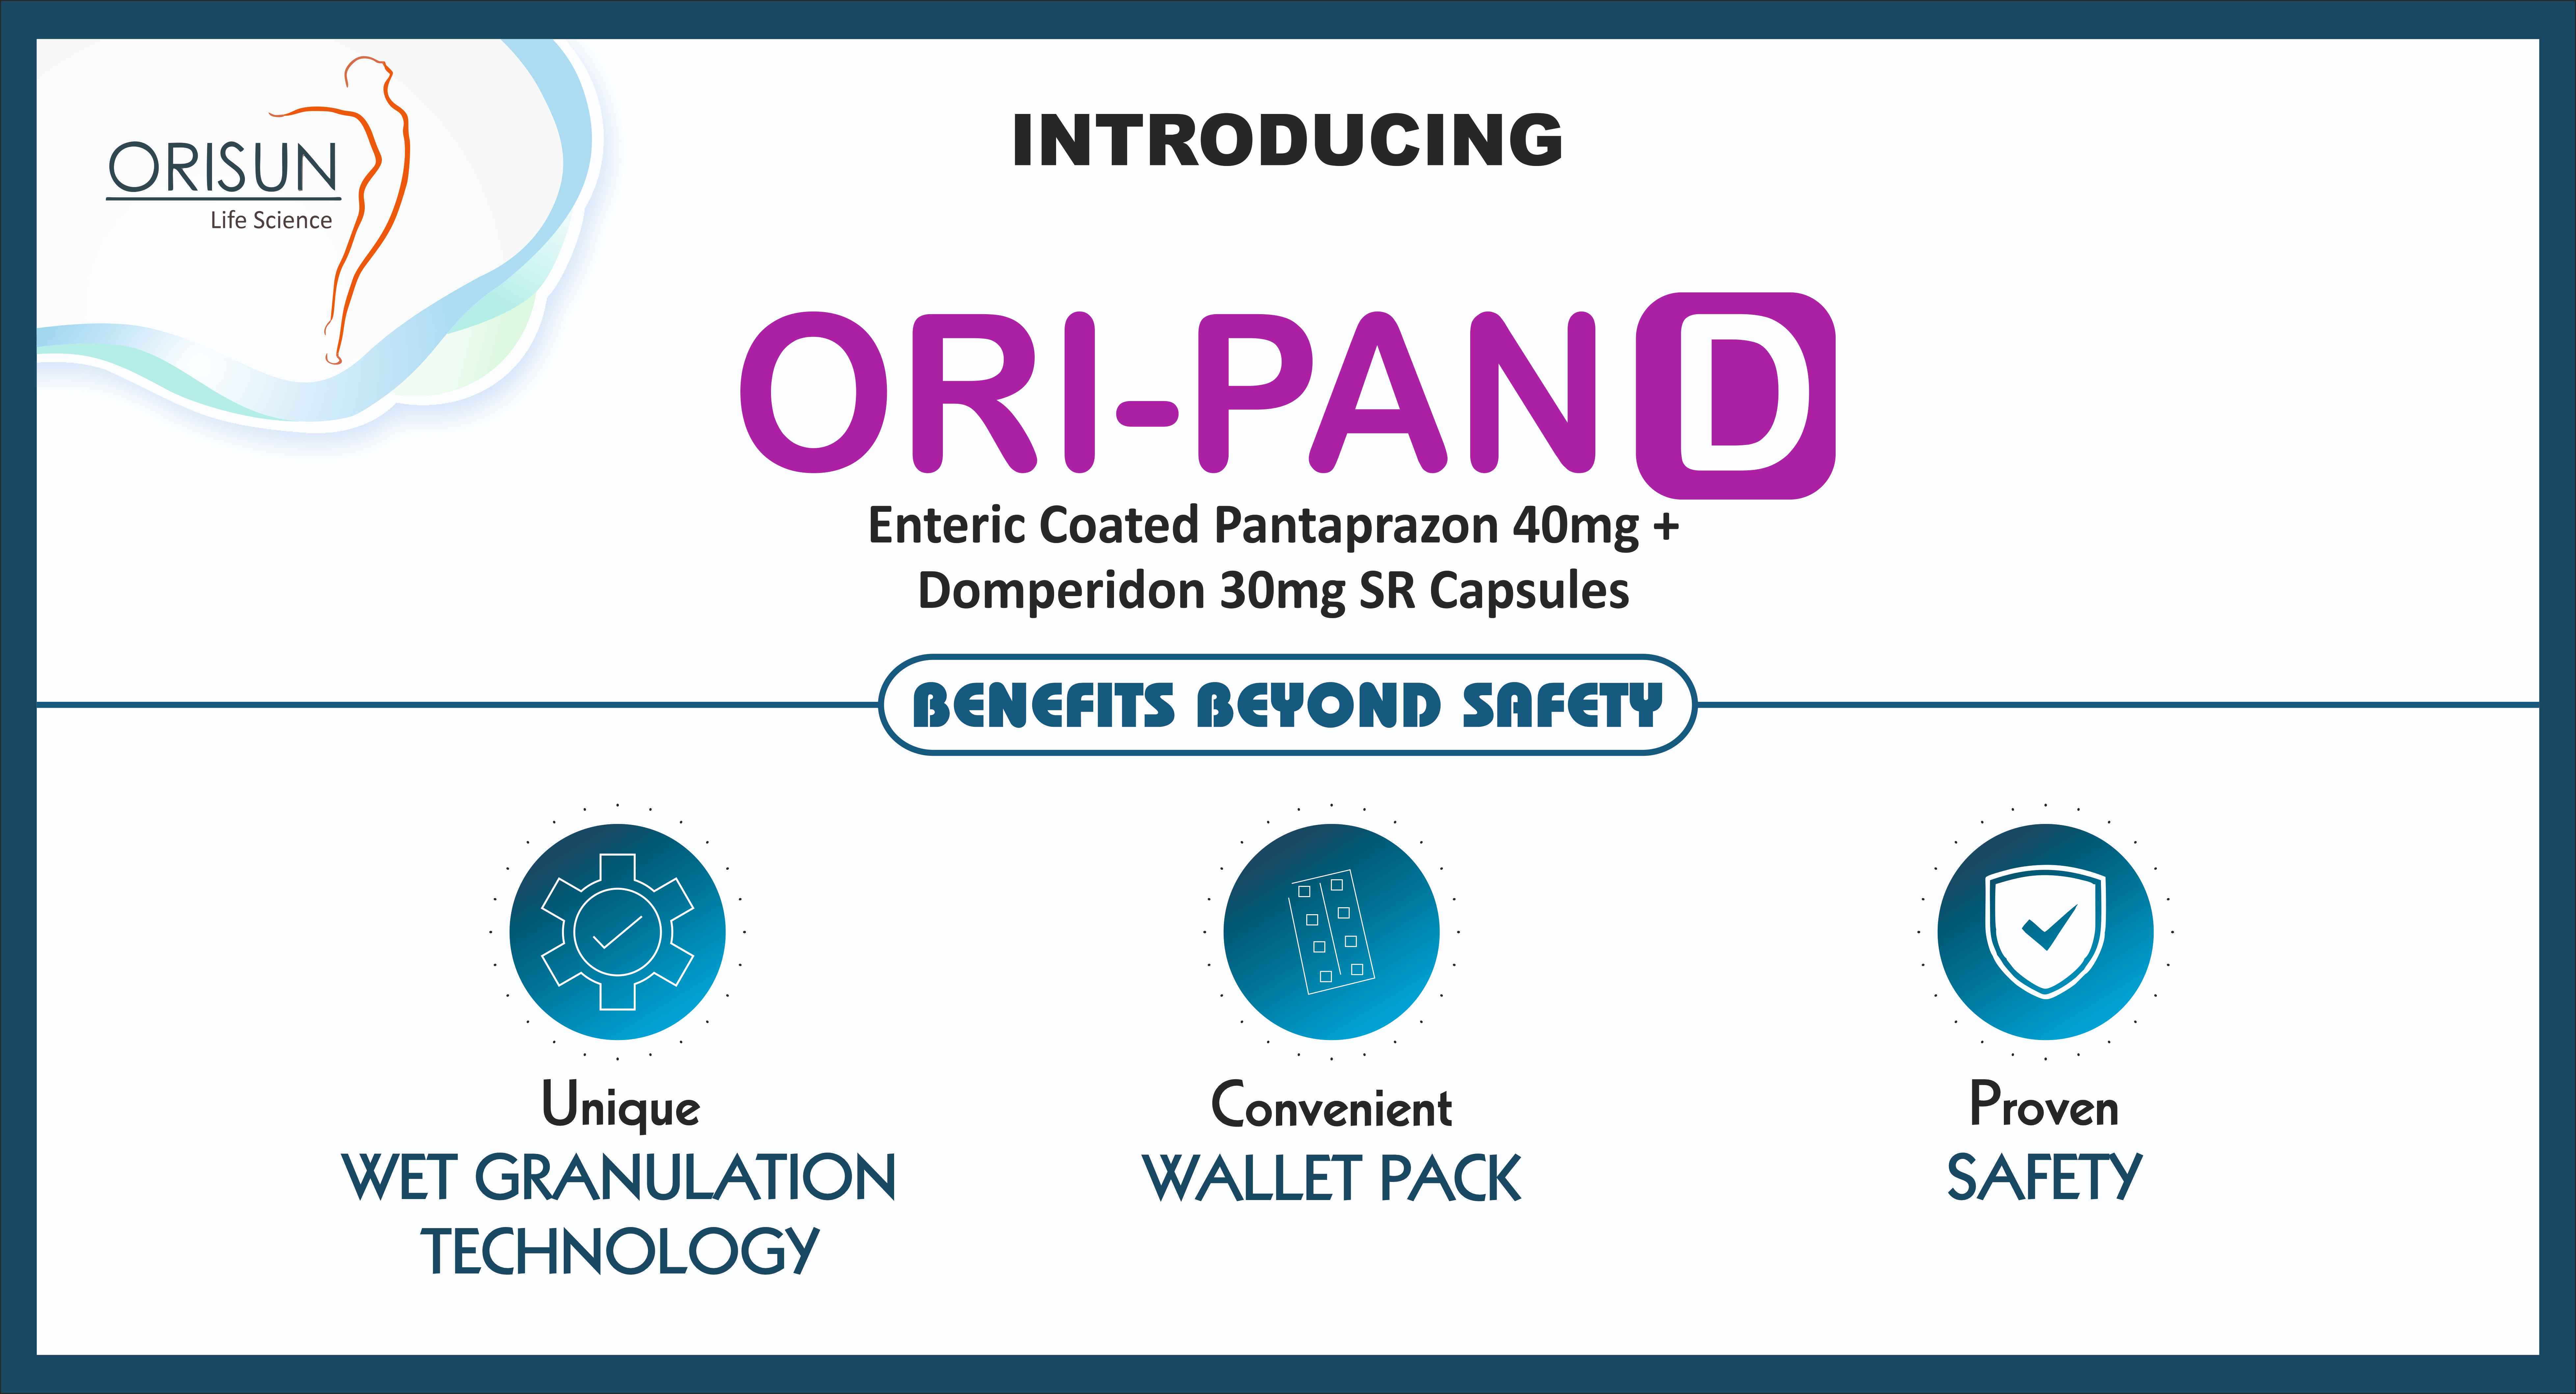 ORISUN
Life Science
INTRODUCING
ORI-PAN D
Enteric Coated Pantaprazon 40mg +
Domperidon 30mg SR Capsules
BENEFITS BEYOND SAFETY
Unique
WET GRANULATION
TECHNOLOGY
Convenient
WALLET PACK
Proven
SAFETY